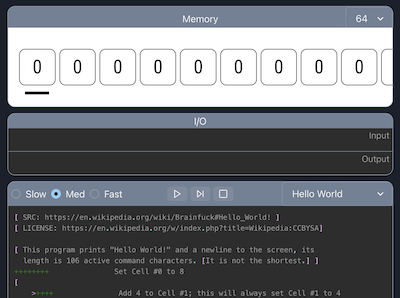 Memory
64
0 0 0 0 0 0 0 0 0
I/O
Input
Output
Slow Med Fast Hello World
[ SRC: https://en.wikipedia.org/wiki/Brainfuck#Hello_World! ]
[ LICENSE: https://en.wikipedia.org/w/index.php?title=Wikipedia:CCBYSA]
[ This program prints "Hello World!" and a newline to the screen, its
length is 106 active command characters. [It is not the shortest.] ]
++++++++ Set Cell #0 to 8
[
>++++ Add 4 to Cell #1; this will always set Cell #1 to 4